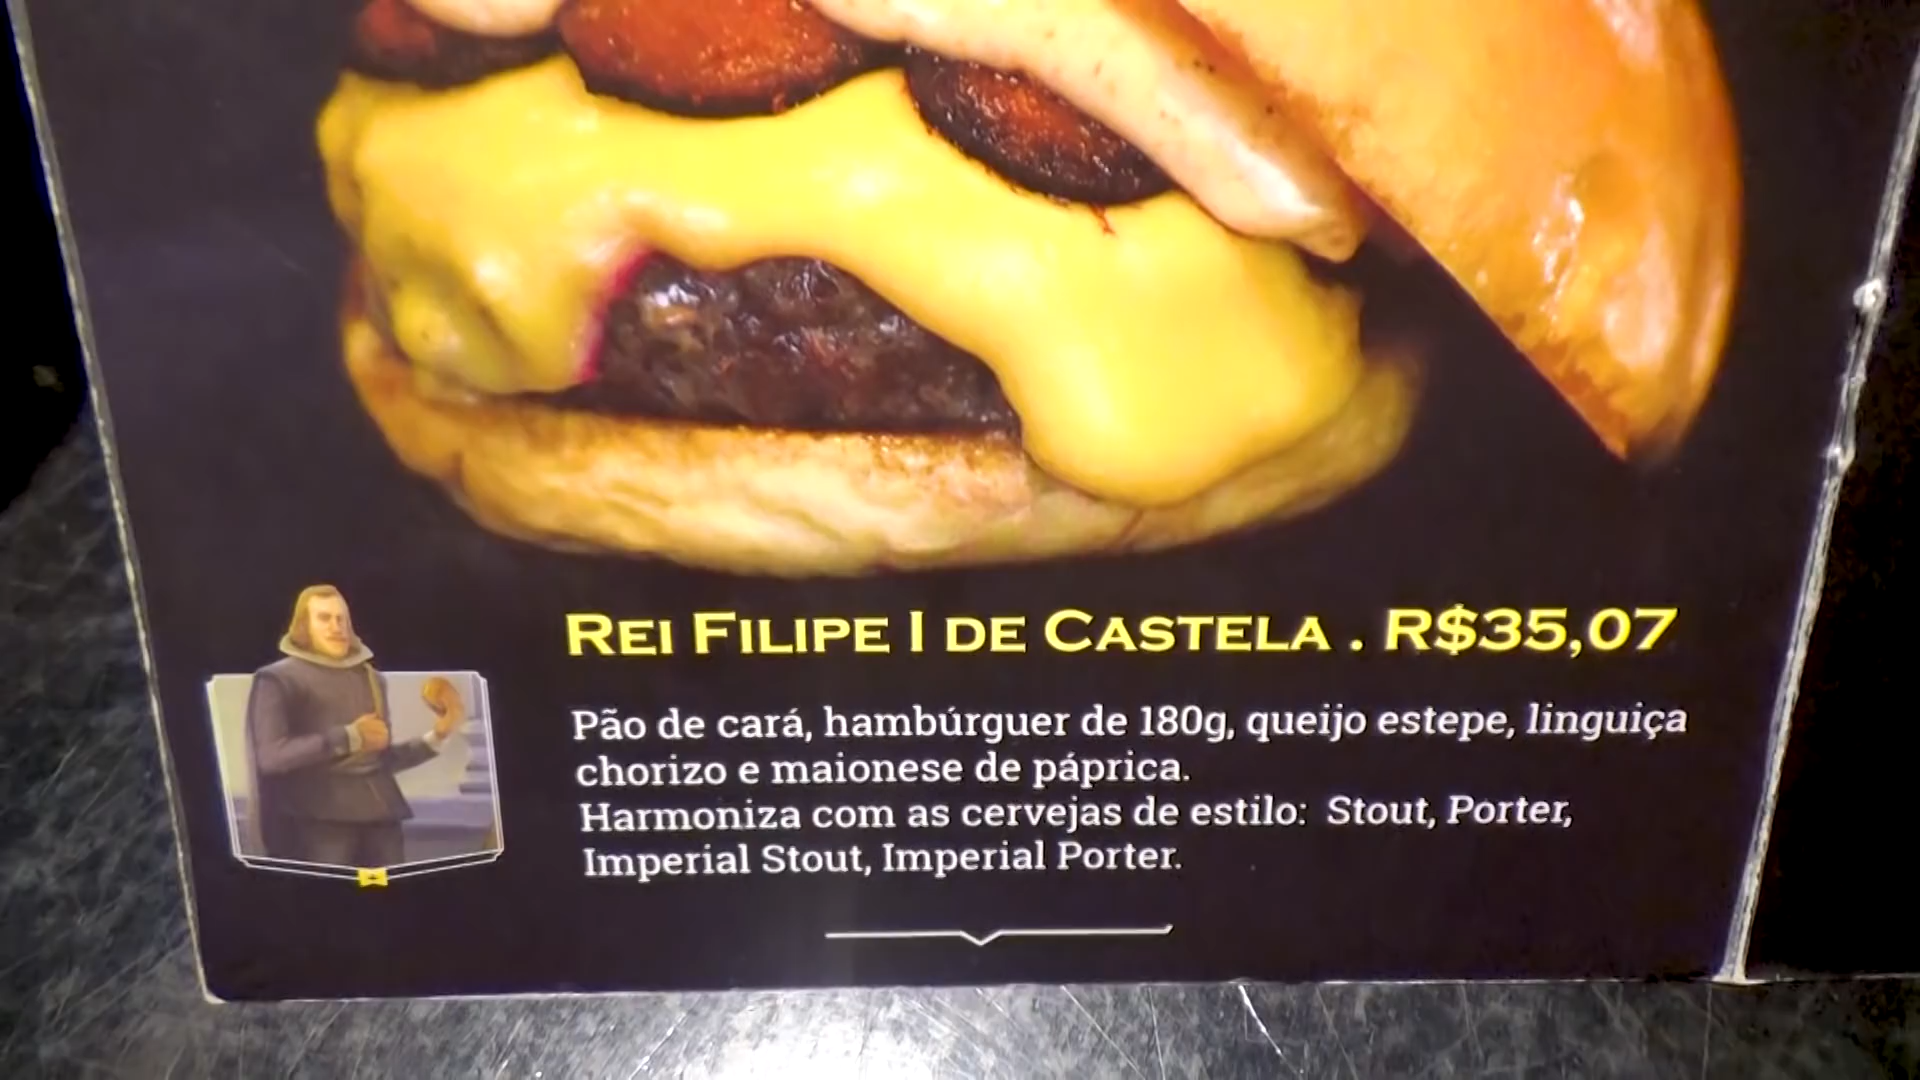 REI FILIPE I DE CASTELA . R$35,07
Pão de cará, hambúrguer de 180g, queijo estepe, linguiça
chorizo e maionese de páprica.
Harmoniza com as cervejas de estilo: Stout, Porter,
Imperial Stout, Imperial Porter.